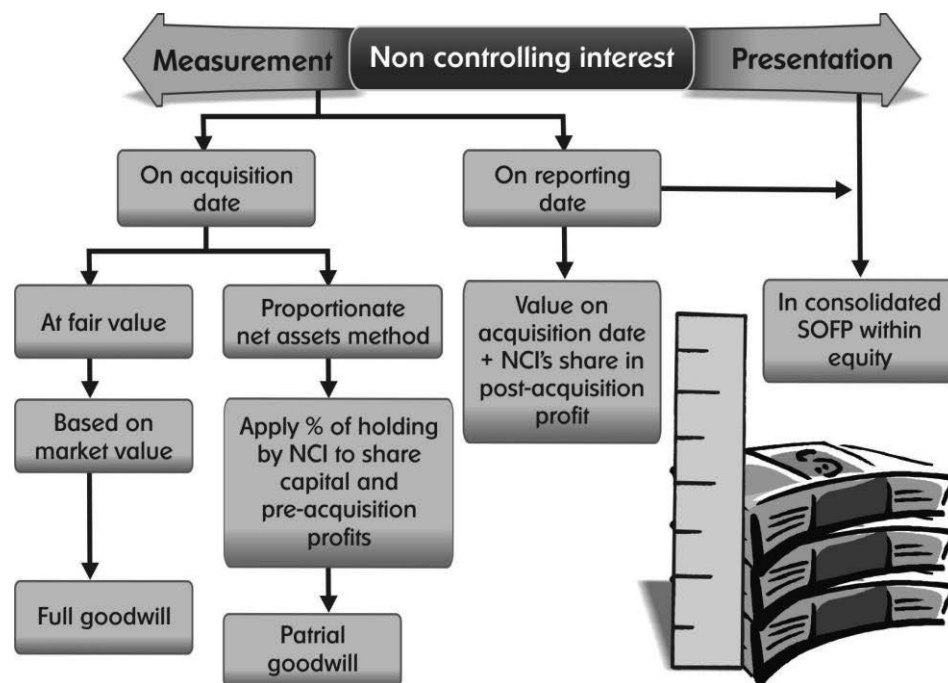 Measurement
Non controlling interest
Presentation
On acquisition
date
On reporting
date
At fair value
Proportionate
net assets method
Value on
acquisition date
+ NCI's share in
post-acquisition
profit
In consolidated
SOFP within
equity
Based on
market value
Apply % of holding
by NCI to share
capital and
pre-acquisition
profits
Full goodwill
Patrial
goodwill